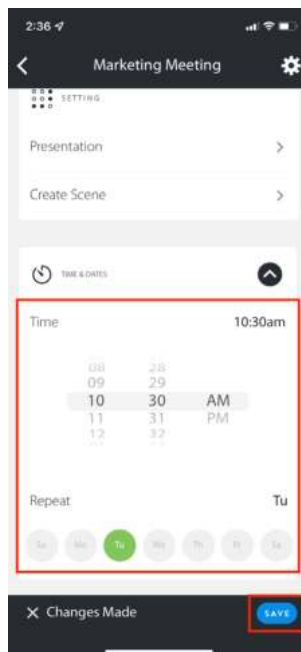 2:36
Marketing Meeting
SETTING
Presentation
Create Scene
TIME & DATES
Time 10:30am
08 28
09 29
10 30 AM
11 31 PM
12 32
Repeat Tu
Su Mo Tu We Th Fr Sa
Changes Made SAVE